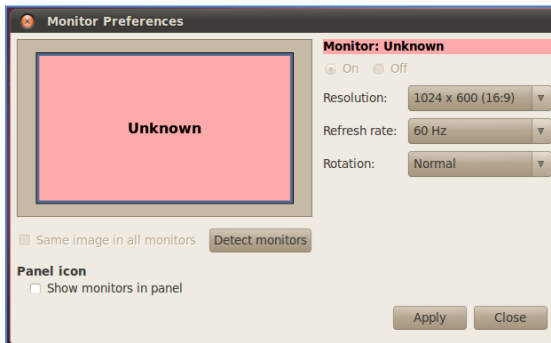 Monitor Preferences
Monitor: Unknown
On Off
Resolution: 1024 x 600 (16:9)
Unknown
Refresh rate: 60 Hz
Rotation: Normal
Same image in all monitors Detect monitors
Panel icon
Show monitors in panel
Apply Close